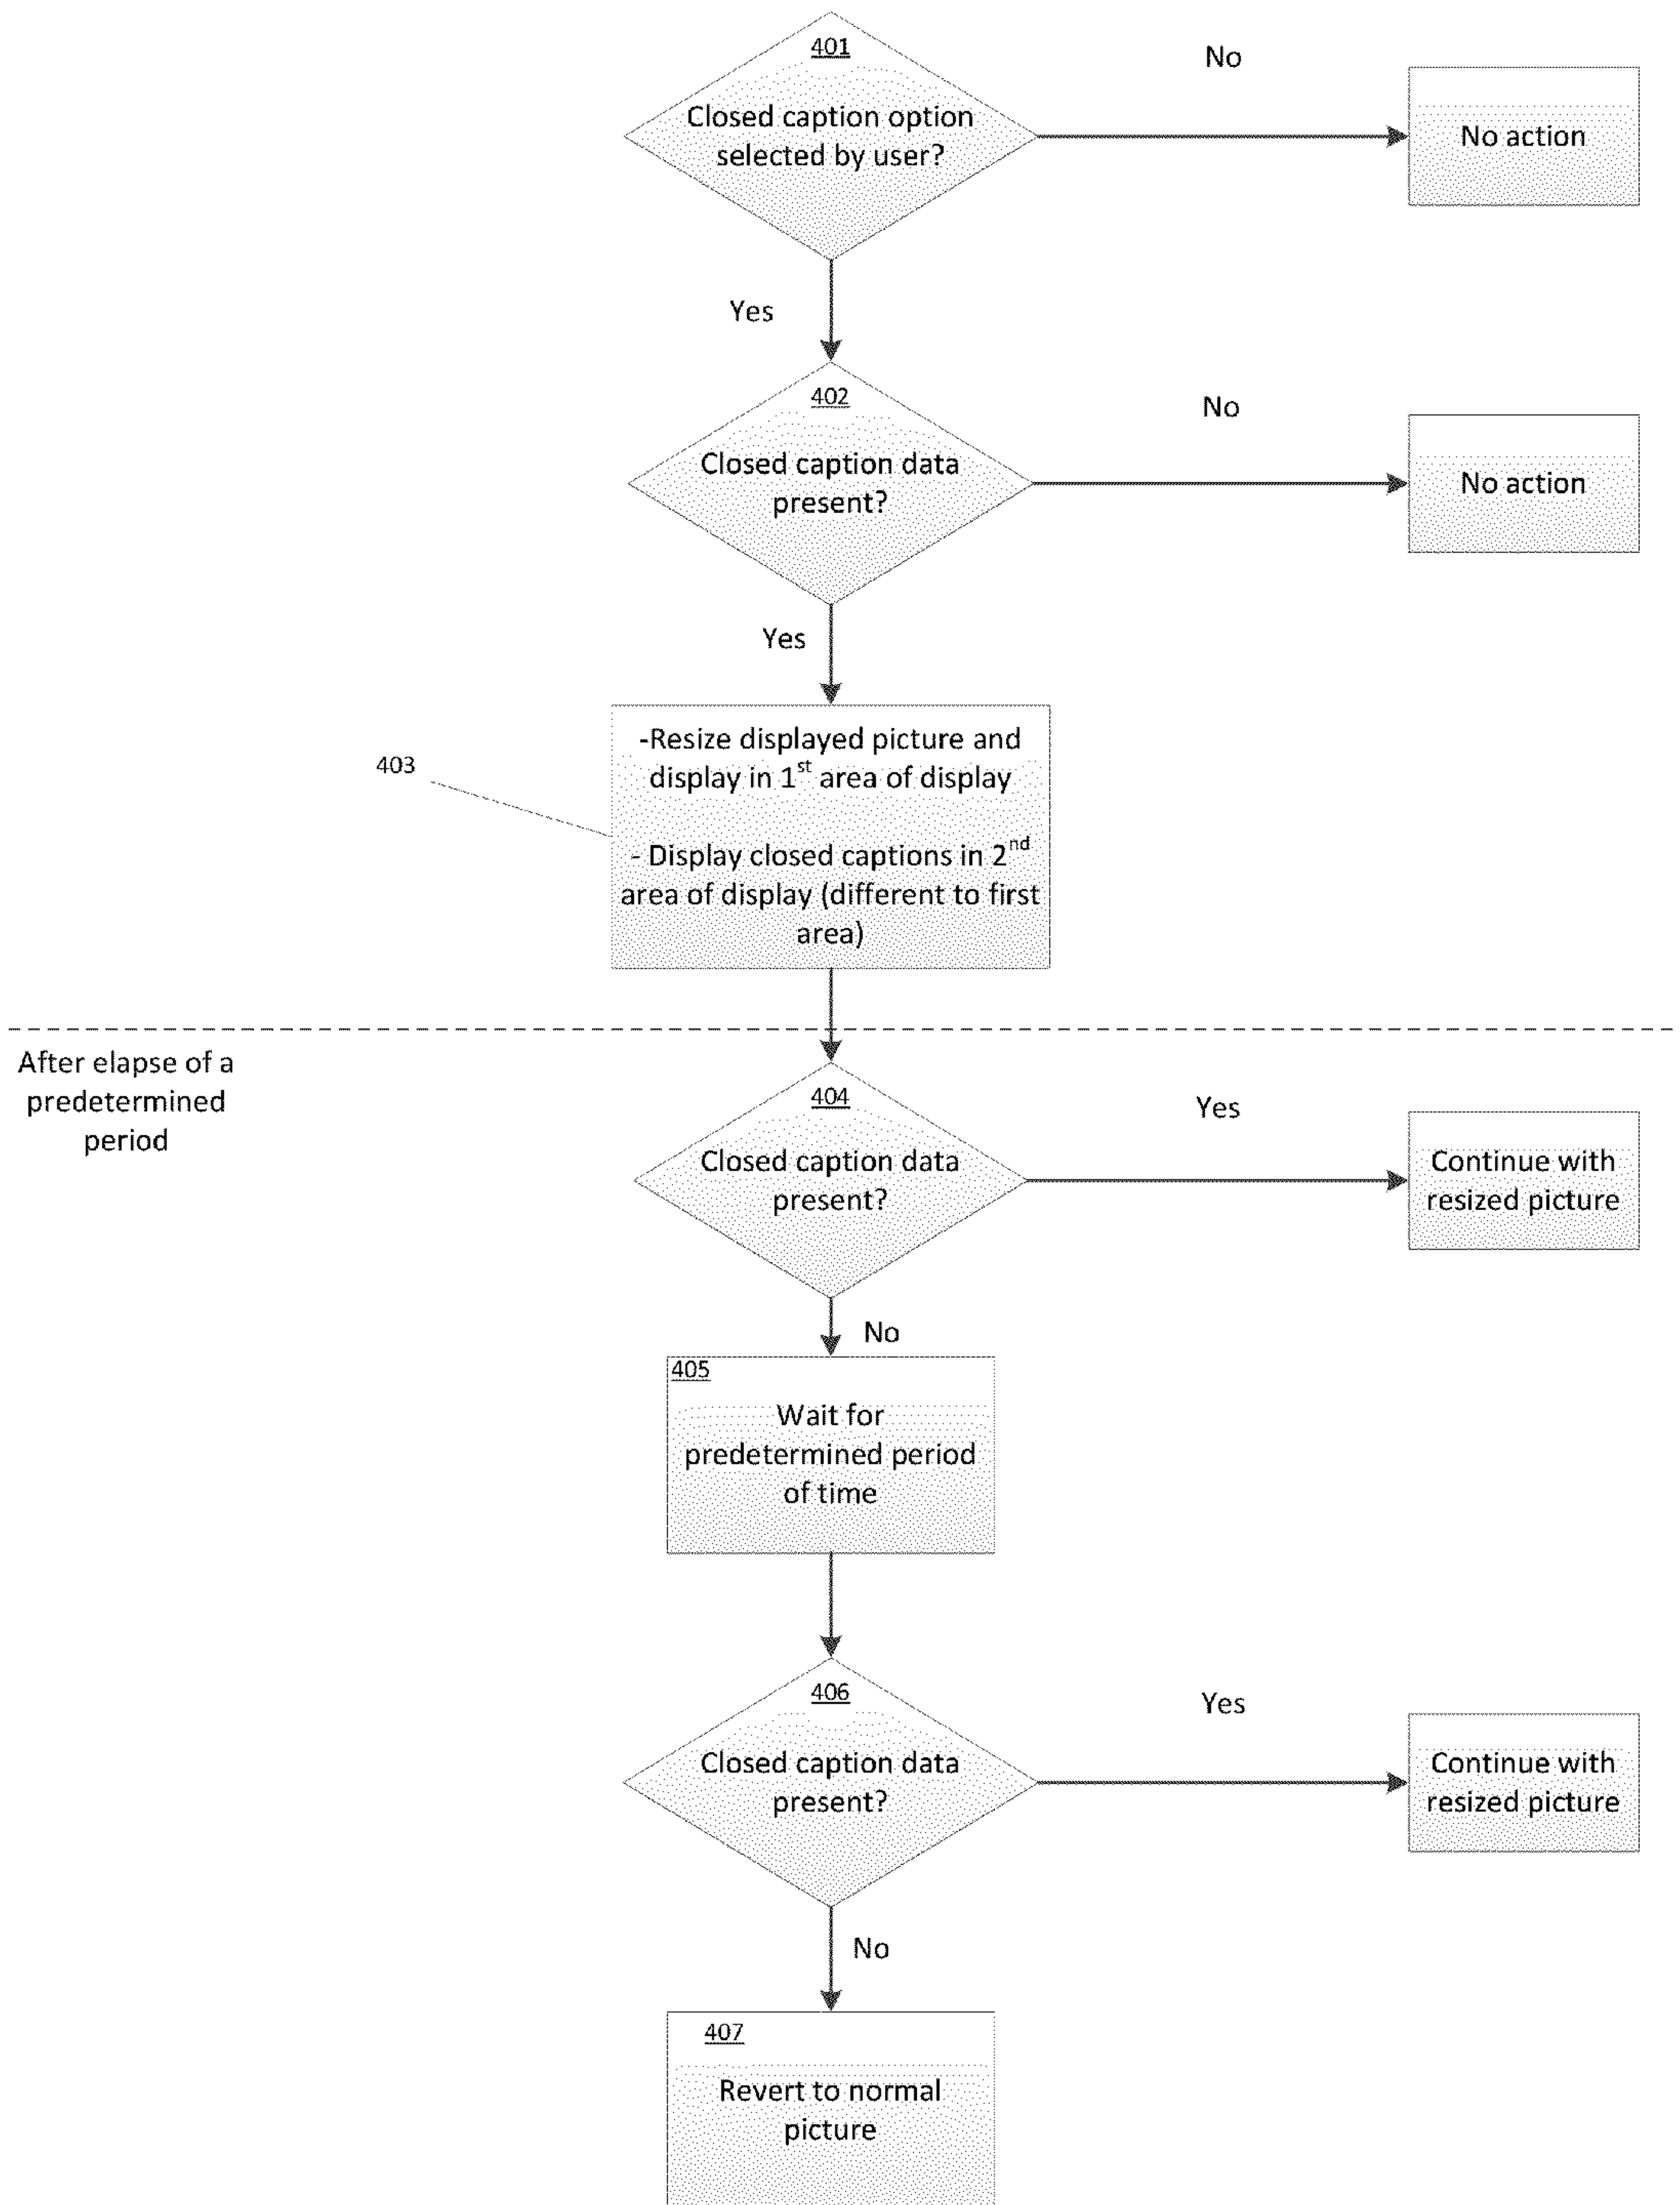 401
No
Closed caption option
selected by user?
No action
Yes
402
No
Closed caption data
present?
No action
Yes
403
-Resize displayed picture and
display in 1st area of display
- Display closed captions in 2nd
area of display (different to first
area)
After elapse of a
predetermined
period
404
Yes
Closed caption data
present?
Continue with
resized picture
No
405
Wait for
predetermined period
of time
406
Yes
Closed caption data
present?
Continue with
resized picture
No
407
Revert to normal
picture